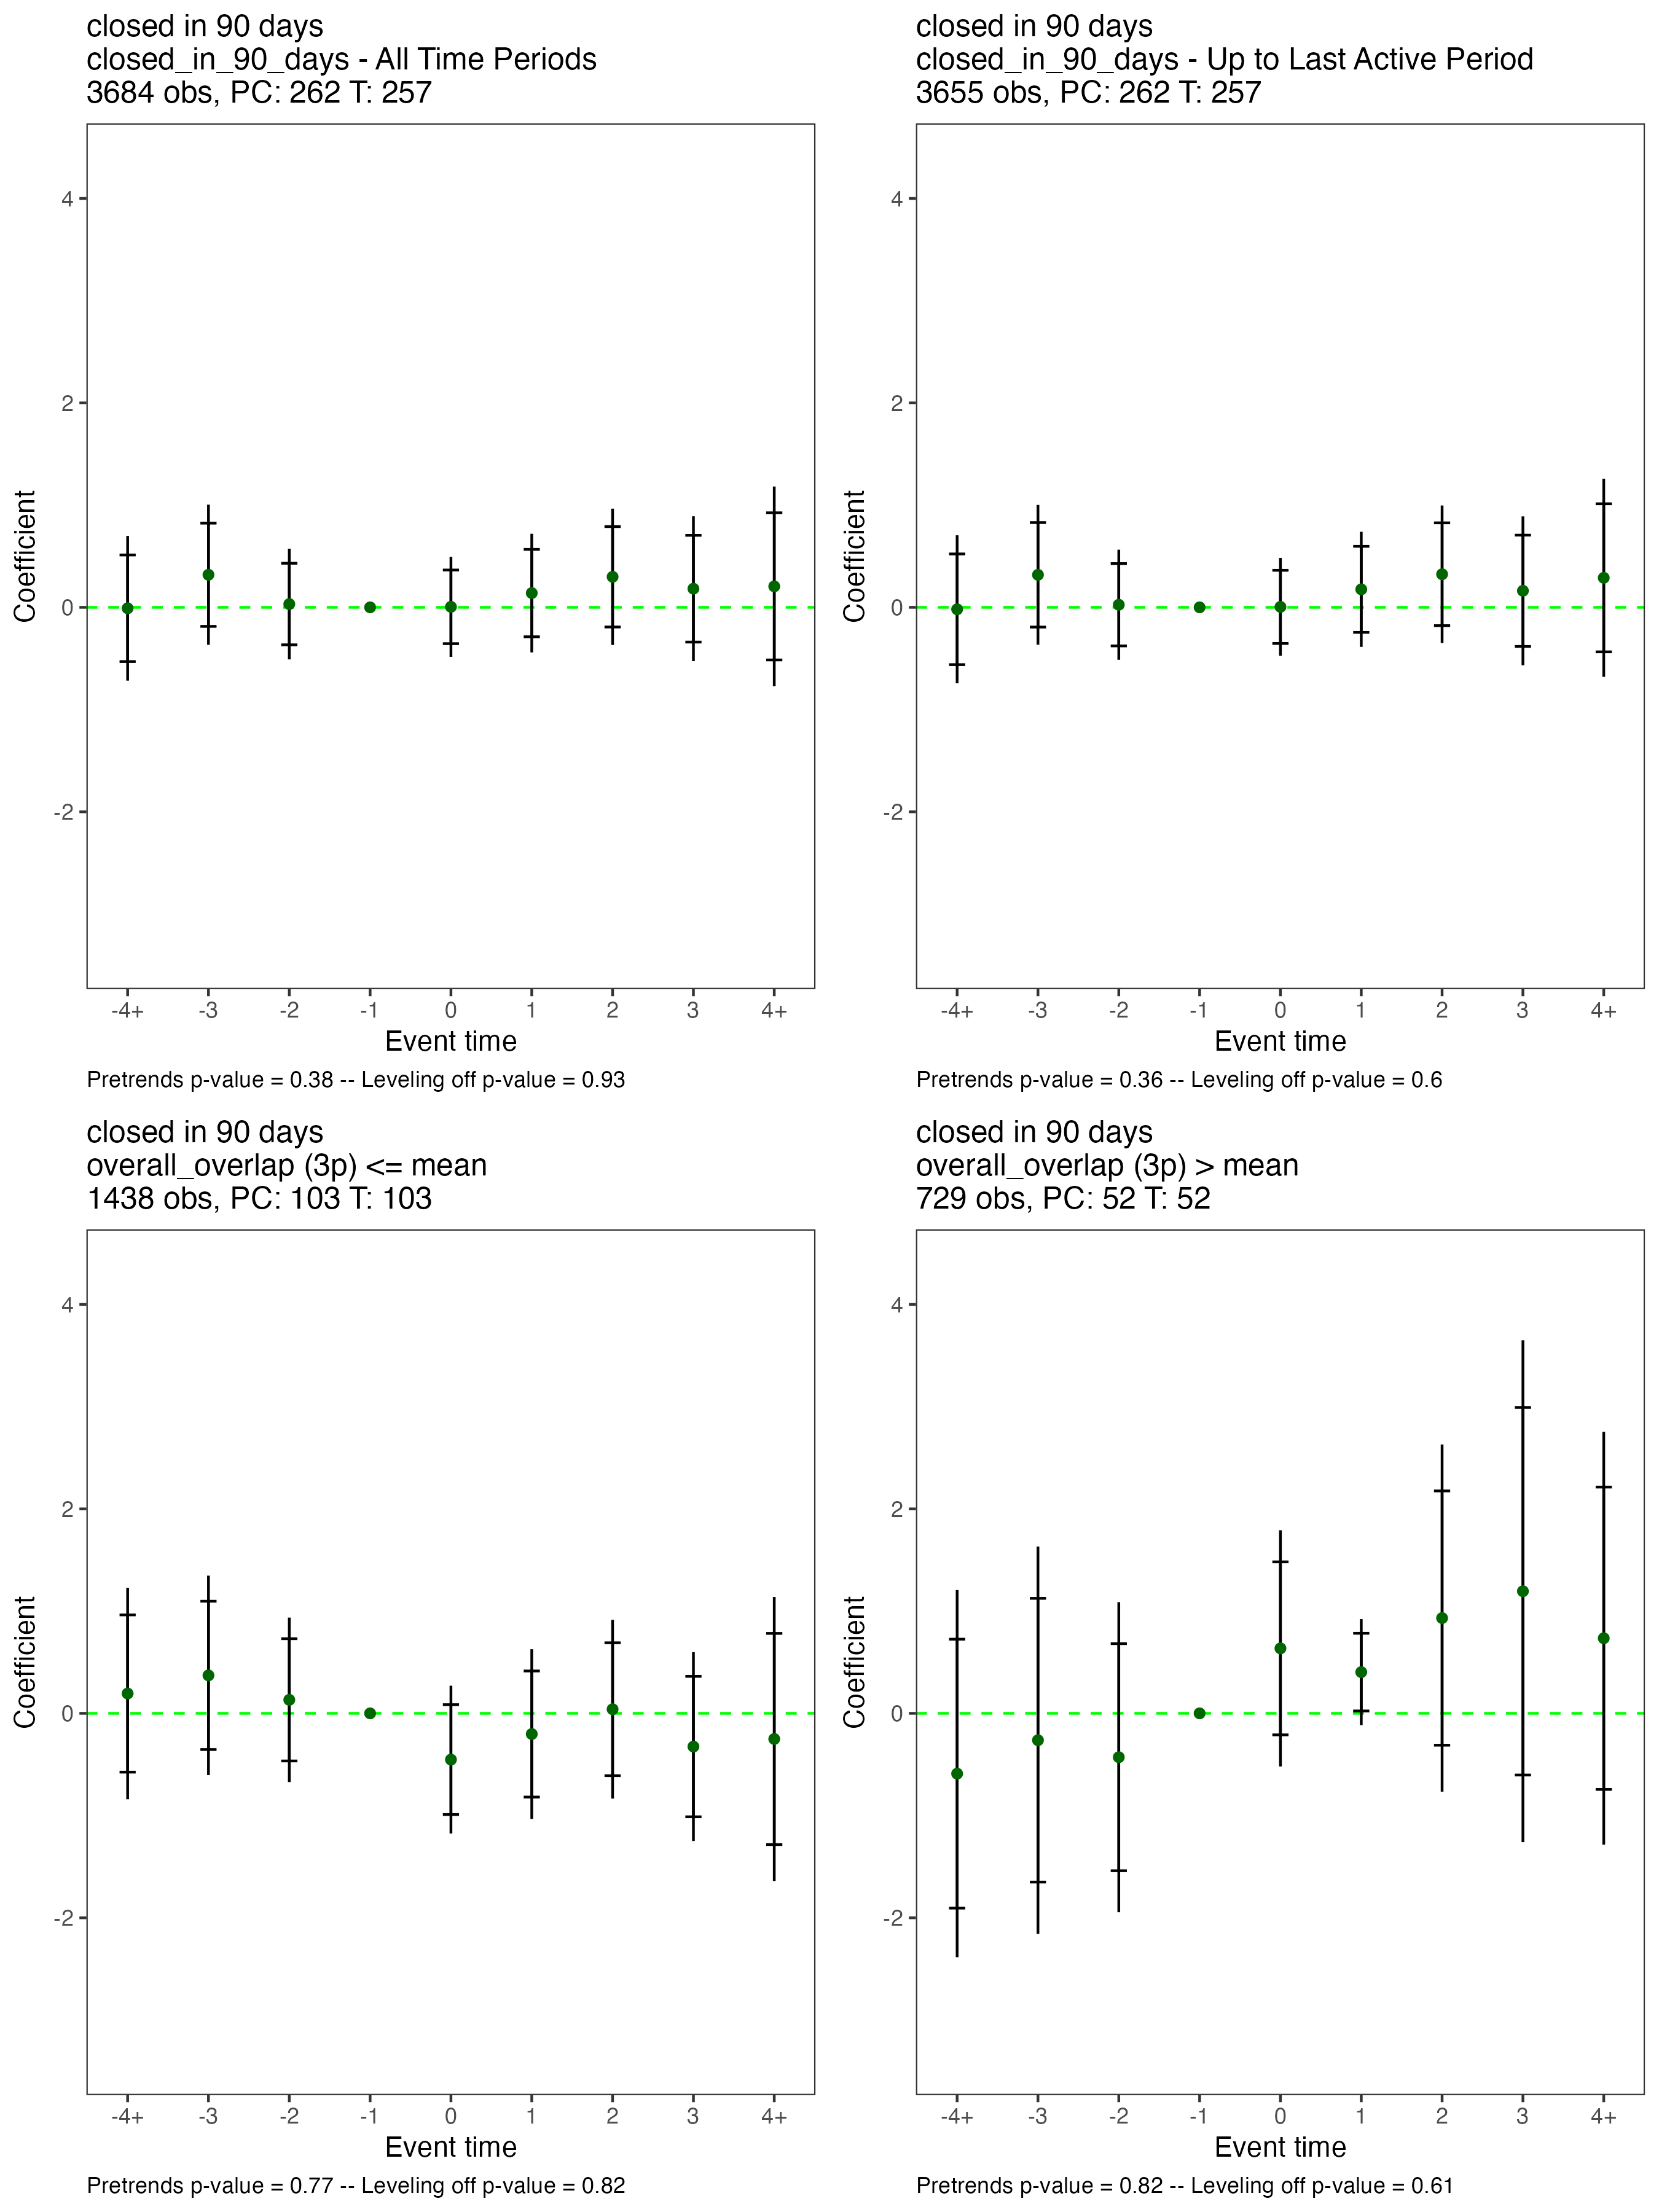 closed in 90 days
closed_in_90_days - All Time Periods
3684 obs, PC: 262 T: 257
4
2
0
-2
Coefficient
-4+ -3 -2 -1 0 1 2 3 4+
Event time
Pretrends p-value = 0.38 -- Leveling off p-value = 0.93
closed in 90 days
closed_in_90_days - Up to Last Active Period
3655 obs, PC: 262 T: 257
4
2
0
-2
Coefficient
-4+ -3 -2 -1 0 1 2 3 4+
Event time
Pretrends p-value = 0.36 -- Leveling off p-value = 0.6
closed in 90 days
overall_overlap (3p) <= mean
1438 obs, PC: 103 T: 103
4
2
0
-2
Coefficient
-4+ -3 -2 -1 0 1 2 3 4+
Event time
Pretrends p-value = 0.77 -- Leveling off p-value = 0.82
closed in 90 days
overall_overlap (3p) > mean
729 obs, PC: 52 T: 52
4
2
0
-2
Coefficient
-4+ -3 -2 -1 0 1 2 3 4+
Event time
Pretrends p-value = 0.82 -- Leveling off p-value = 0.61